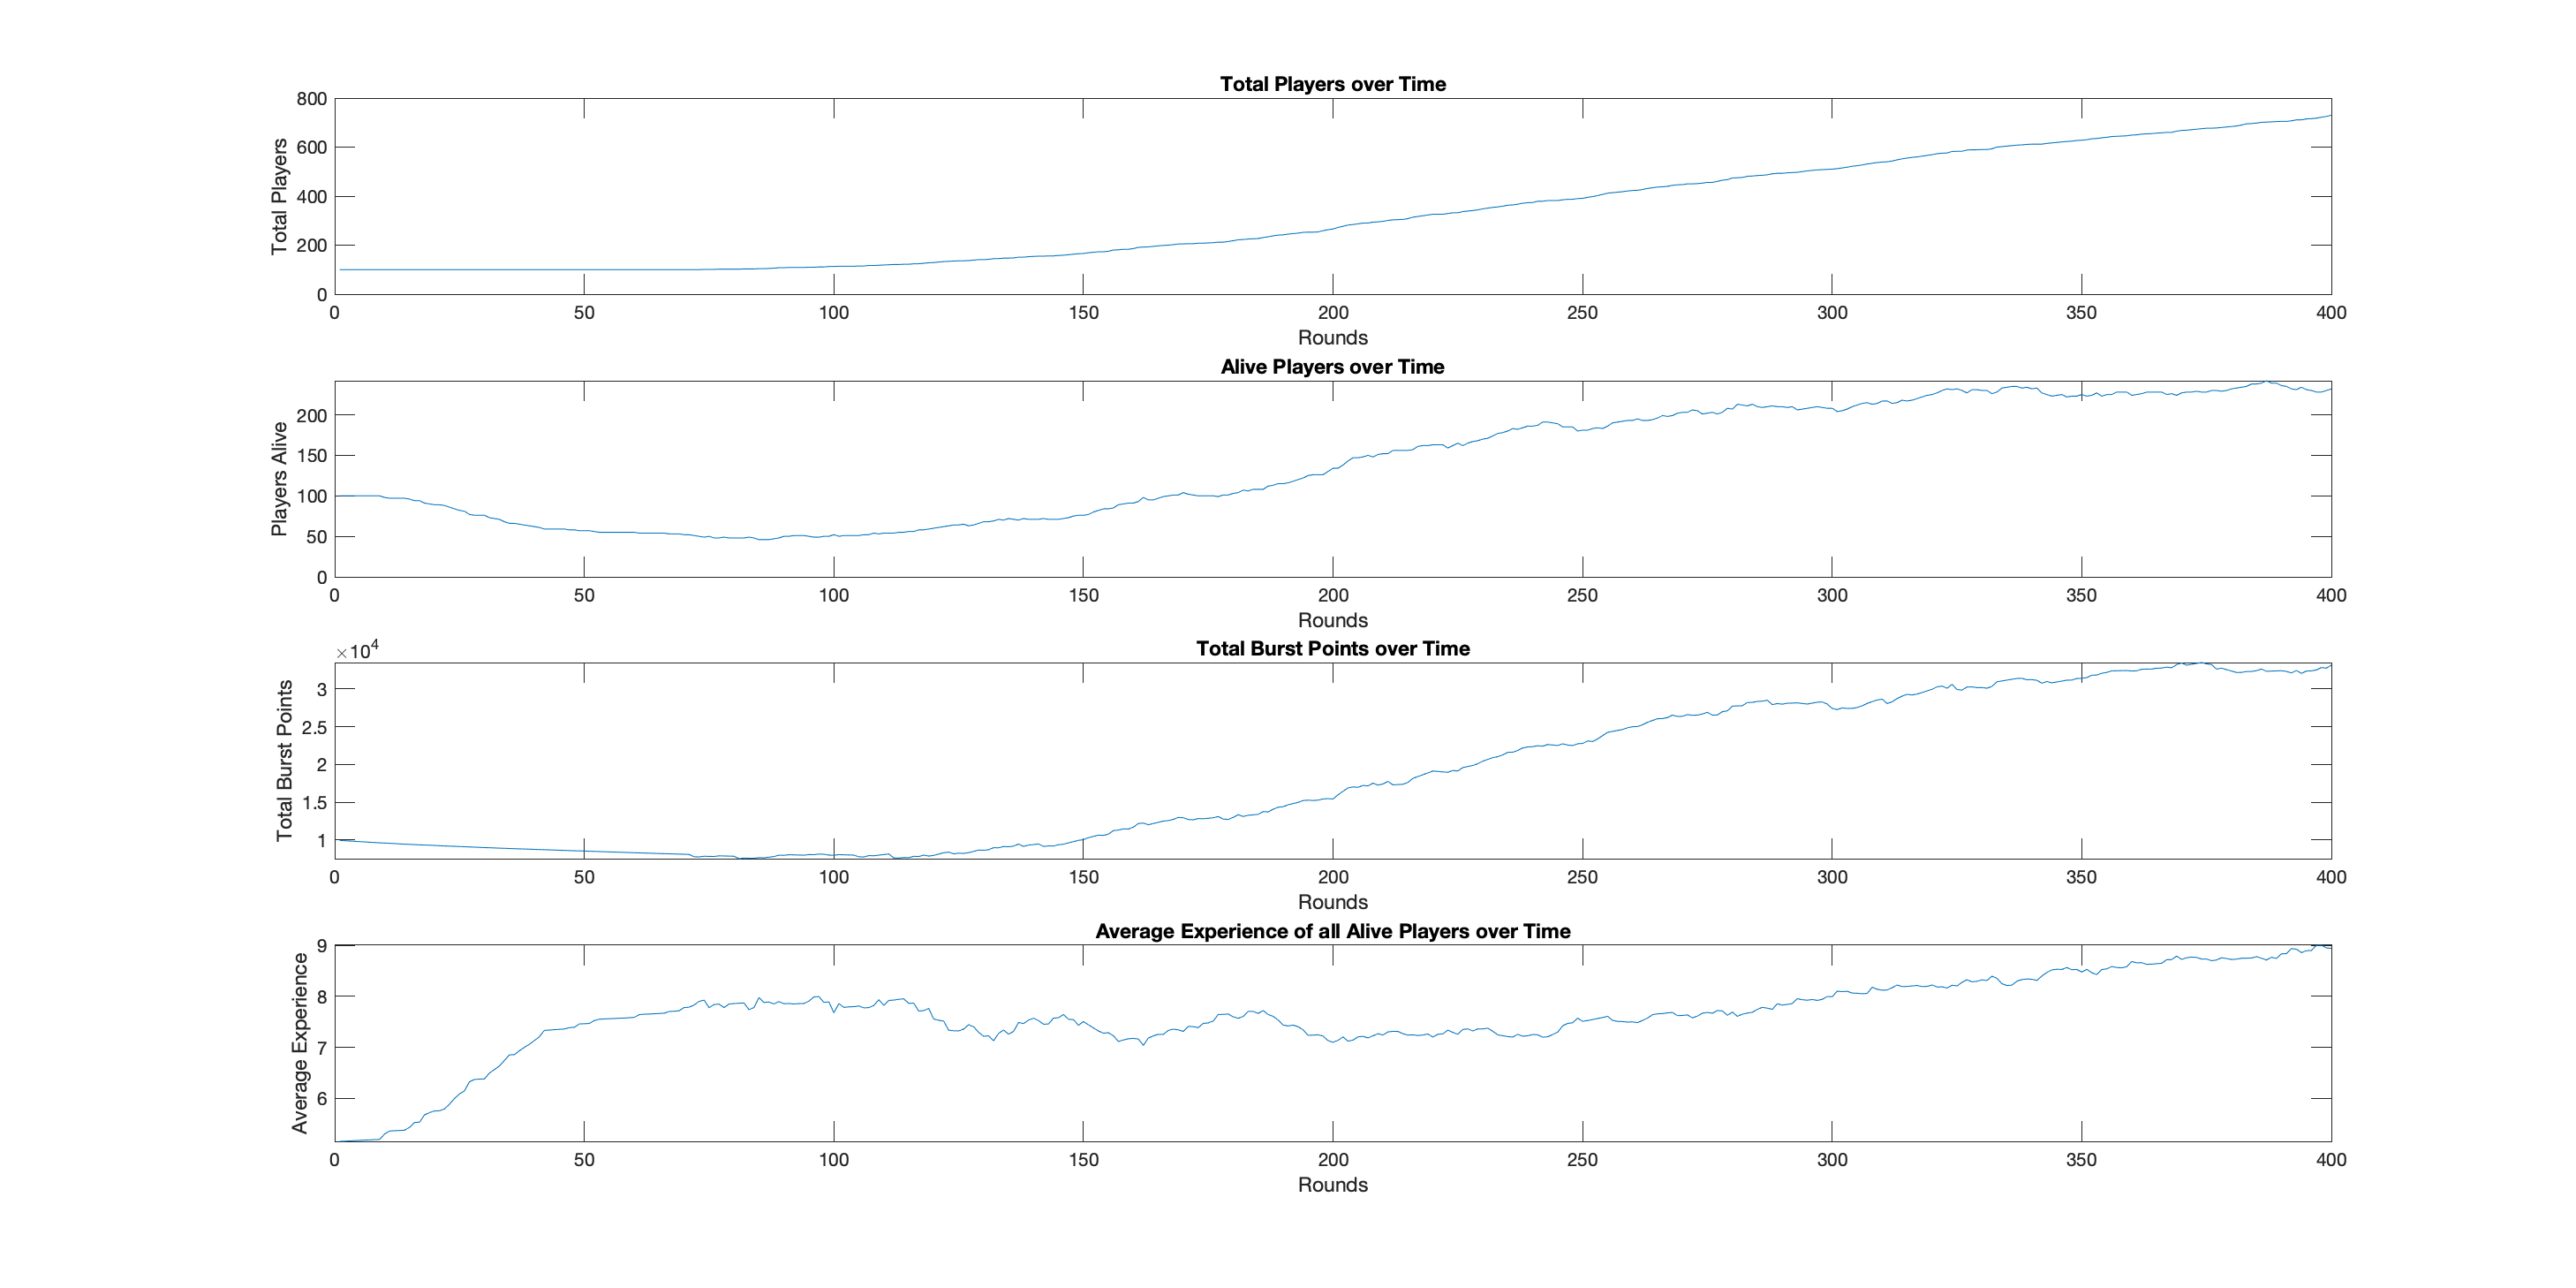 Total Players over Time
Total Players
800
600
400
200
0
0 50 100 150 200 250 300 350 400
Rounds
Alive Players over Time
Players Alive
200
150
100
50
0
0 50 100 150 200 250 300 350 400
Rounds
Total Burst Points over Time
×10^4
Total Burst Points
3
2.5
2
1.5
1
0 50 100 150 200 250 300 350 400
Rounds
Average Experience of all Alive Players over Time
Average Experience
9
8
7
6
0 50 100 150 200 250 300 350 400
Rounds